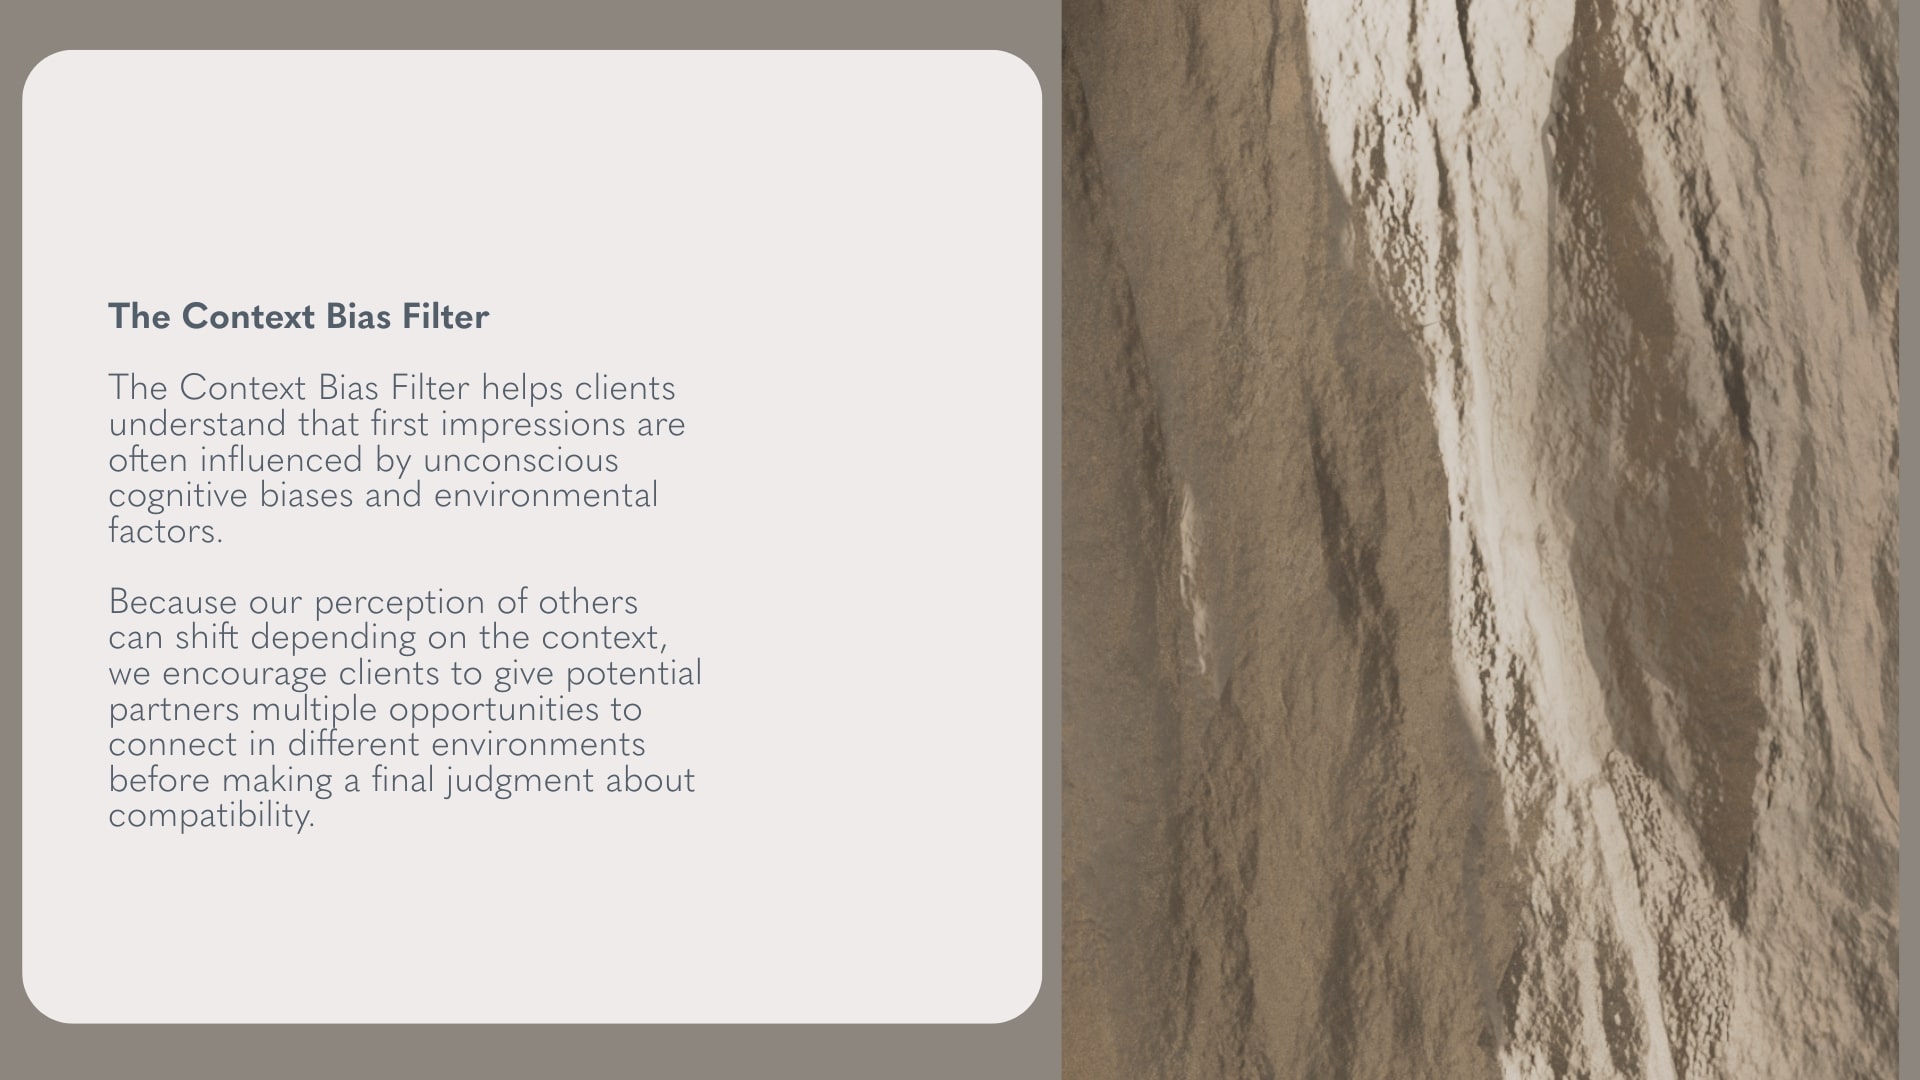 The Context Bias Filter
The Context Bias Filter helps clients
understand that first impressions are
often influenced by unconscious
cognitive biases and environmental
factors.
Because our perception of others
can shift depending on the context,
we encourage clients to give potential
partners multiple opportunities to
connect in different environments
before making a final judgment about
compatibility.